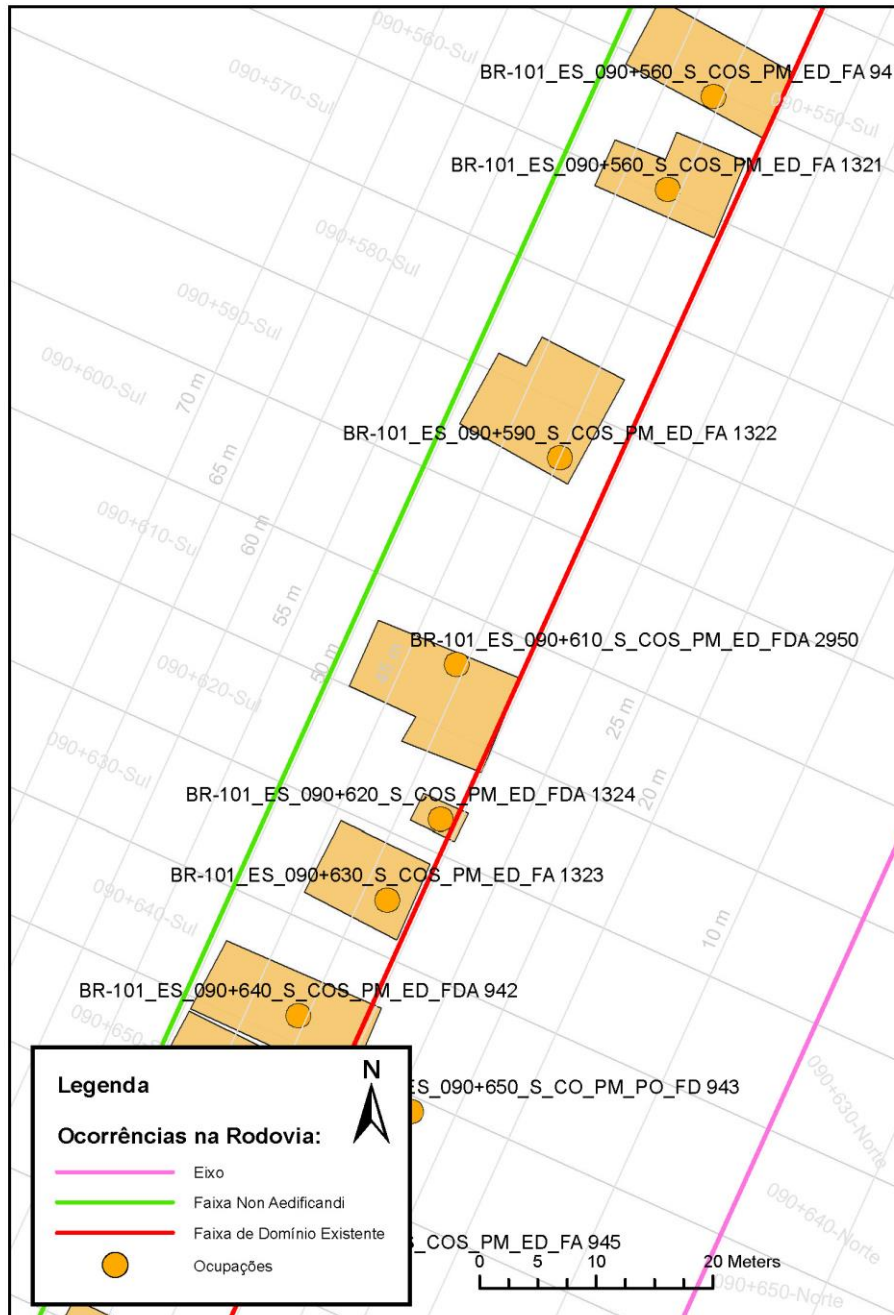 090+560-Sul
090+570-Sul
BR-101_ES_090+560_S_COS_PM_ED_FA 94
090+550-Sul
BR-101_ES_090+560_S_COS_PM_ED_FA 1321
090+580-Sul
090+590-Sul
090+600-Sul
70 m
BR-101_ES_090+590_S_COS_PM_ED_FA 1322
65 m
090+610-Sul
60 m
55 m
BR-101_ES_090+610_S_COS_PM_ED_FDA 2950
50 m
45 m
090+620-Sul
25 m
090+630-Sul
20 m
BR-101_ES_090+620_S_COS_PM_ED_FDA 1324
BR-101_ES_090+630_S_COS_PM_ED_FA 1323
090+640-Sul
10 m
BR-101_ES_090+640_S_COS_PM_ED_FDA 942
090+650-S
ES_090+650_S_CO_PM_PO_FD 943
090+630-Norte
090+640-Norte
090+650-Norte
S_COS_PM_ED_FA 945
0 5 10 20 Meters
Legenda
N
Ocorrências na Rodovia:
Eixo
Faixa Non Aedificandi
Faixa de Domínio Existente
Ocupações